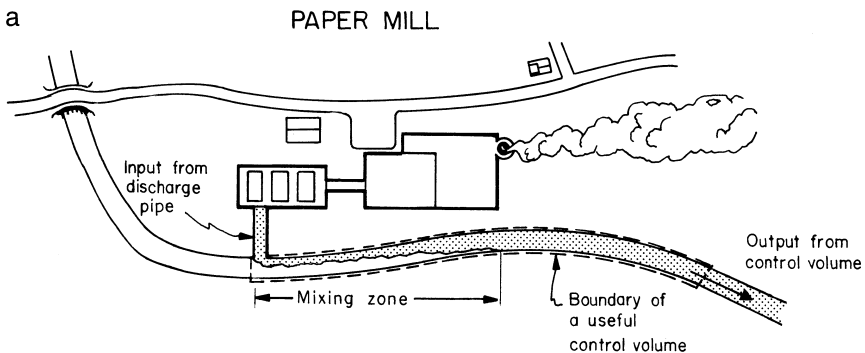 a
PAPER MILL
Input from
discharge
pipe
Mixing zone
Boundary of
a useful
control volume
Output from
control volume